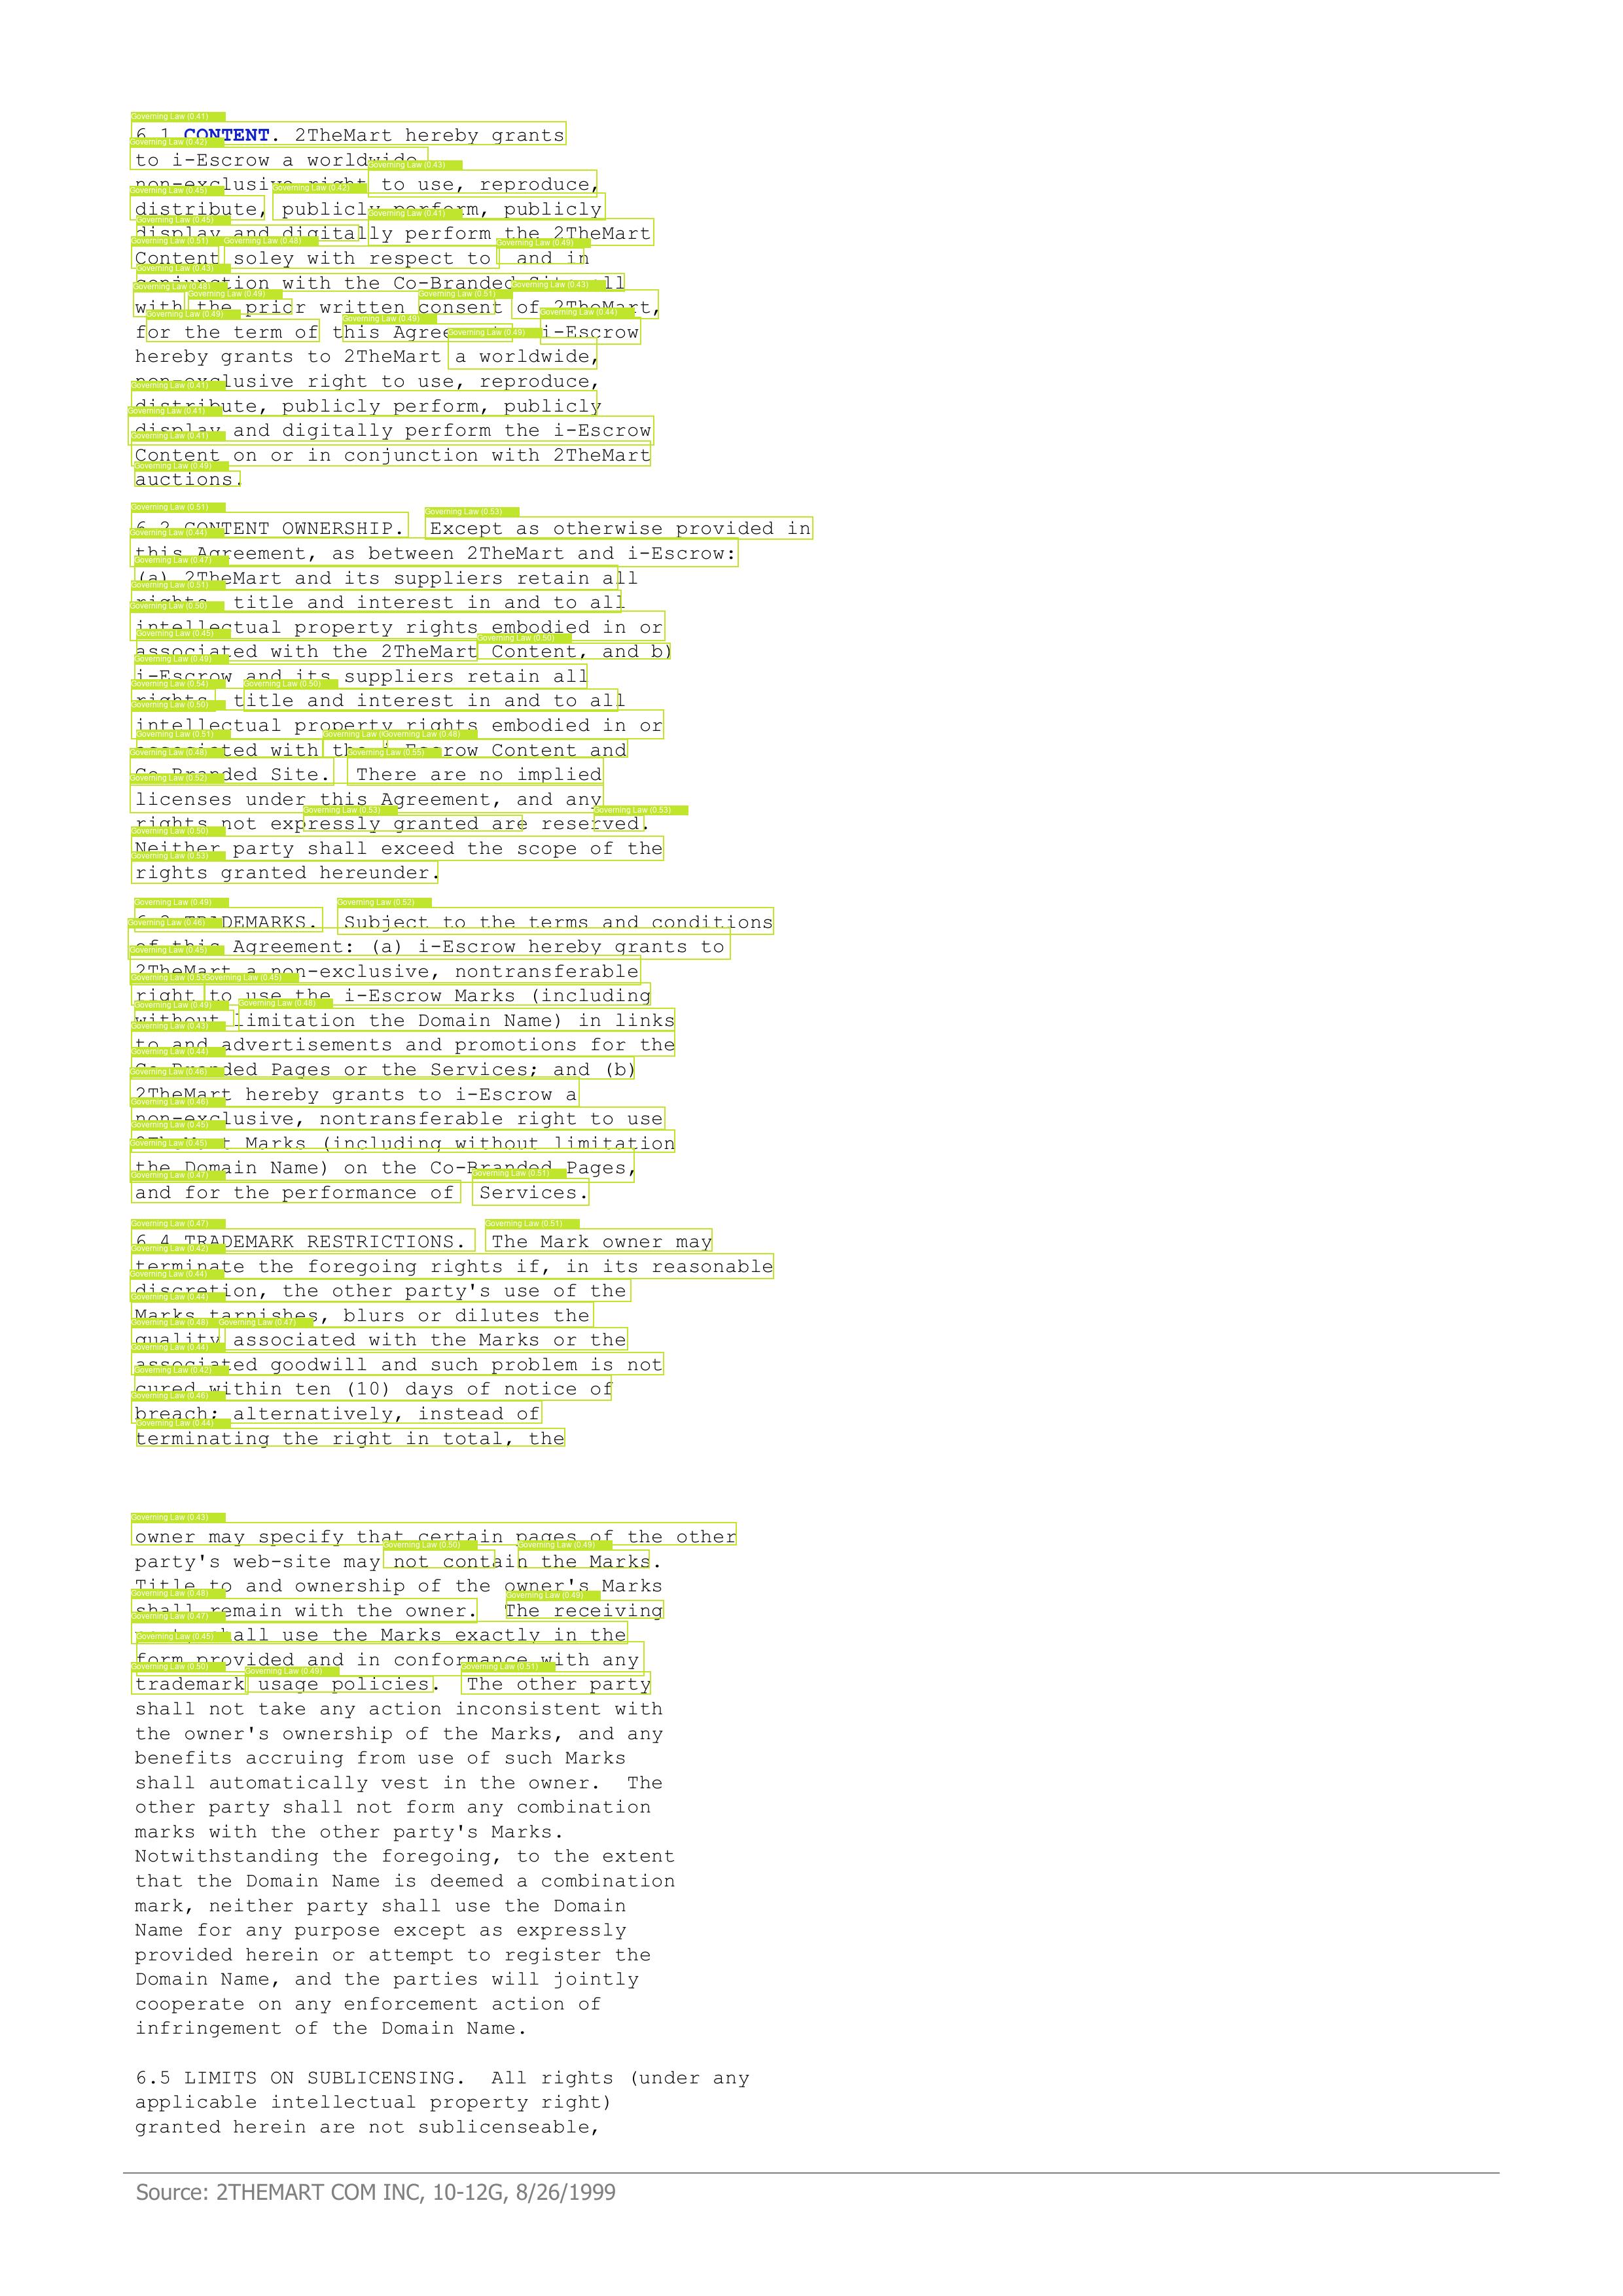 6.1 CONTENT. 2TheMart hereby grants
to i-Escrow a worldwide
non-exclusive right to use, reproduce,
distribute, publicly perform, publicly
display and digitally perform the 2TheMart
Content soley with respect to and in
conjunction with the Co-Branded
with the prior written consent of 2TheMart,
for the term of this i-Escrow
hereby grants to 2TheMart a worldwide,
non-exclusive right to use, reproduce,
distribute, publicly perform, publicly
display and digitally perform the i-Escrow
Content on or in conjunction with 2TheMart
auctions.
6.2 CONTENT OWNERSHIP. Except as otherwise provided in
this Agreement, as between 2TheMart and i-Escrow:
(a) 2TheMart and its suppliers retain all
rights, title and interest in and to all
intellectual property rights embodied in or
associated with the 2TheMart Content, and b)
i-Escrow and its suppliers retain all
rights, title and interest in and to all
intellectual property rights embodied in or
associated with the i-Escrow Content and
Co-Branded Site. There are no implied
licenses under this Agreement, and any
rights not expressly granted are reserved.
Neither party shall exceed the scope of the
rights granted hereunder.
6.3 TRADEMARKS. Subject to the terms and conditions
of this Agreement: (a) i-Escrow hereby grants to
2TheMart a non-exclusive, nontransferable
right to use the i-Escrow Marks (including
without limitation the Domain Name) in links
to and advertisements and promotions for the
Co-Branded Pages or the Services; and (b)
2TheMart hereby grants to i-Escrow a
non-exclusive, nontransferable right to use
2TheMart Marks (including without limitation
the Domain Name) on the Co-Branded Pages,
and for the performance of Services.
6.4 TRADEMARK RESTRICTIONS. The Mark owner may
terminate the foregoing rights if, in its reasonable
discretion, the other party's use of the
Marks tarnishes, blurs or dilutes the
quality associated with the Marks or the
associated goodwill and such problem is not
cured within ten (10) days of notice of
breach; alternatively, instead of
terminating the right in total, the
owner may specify that certain pages of the other
party's web-site may not contain the Marks.
Title to and ownership of the owner's Marks
shall remain with the owner. The receiving
party shall use the Marks exactly in the
form provided and in conformance with any
trademark usage policies. The other party
shall not take any action inconsistent with
the owner's ownership of the Marks, and any
benefits accruing from use of such Marks
shall automatically vest in the owner. The
other party shall not form any combination
marks with the other party's Marks.
Notwithstanding the foregoing, to the extent
that the Domain Name is deemed a combination
mark, neither party shall use the Domain
Name for any purpose except as expressly
provided herein or attempt to register the
Domain Name, and the parties will jointly
cooperate on any enforcement action of
infringement of the Domain Name.
6.5 LIMITS ON SUBLICENSING. All rights (under any
applicable intellectual property right)
granted herein are not sublicenseable,
Source: 2THEMART COM INC, 10-12G, 8/26/1999